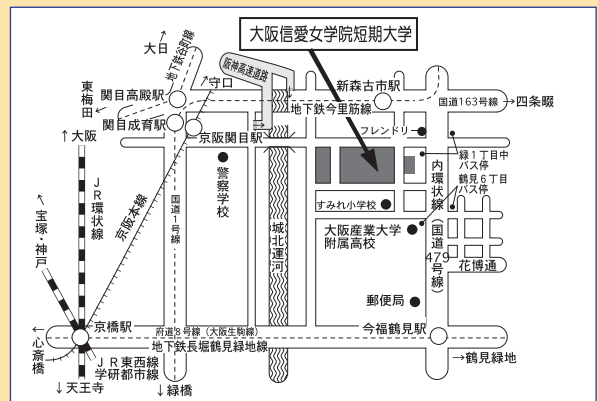 大阪信愛女学院短期大学
大日
地下鉄谷町線
守口
阪神高速道路
東梅田
関目高殿駅
関目成育駅
京阪関目駅
新森古市駅
国道163号線
四条畷
地下鉄今里筋線
フレンドリー
緑1丁目中
バス停
鶴見6丁目
バス停
大阪
JR環状線
宝塚・神戸
京阪本線
国道1号線
警察学校
城北運河
すみれ小学校
大阪産業大学
附属高校
内環状線(国道479号線)
花博通
郵便局
京橋駅
府道8号線(大阪生駒線)
地下鉄長堀鶴見緑地線
今福鶴見駅
心斎橋
JR東西線
学研都市線
天王寺
緑橋
鶴見緑地